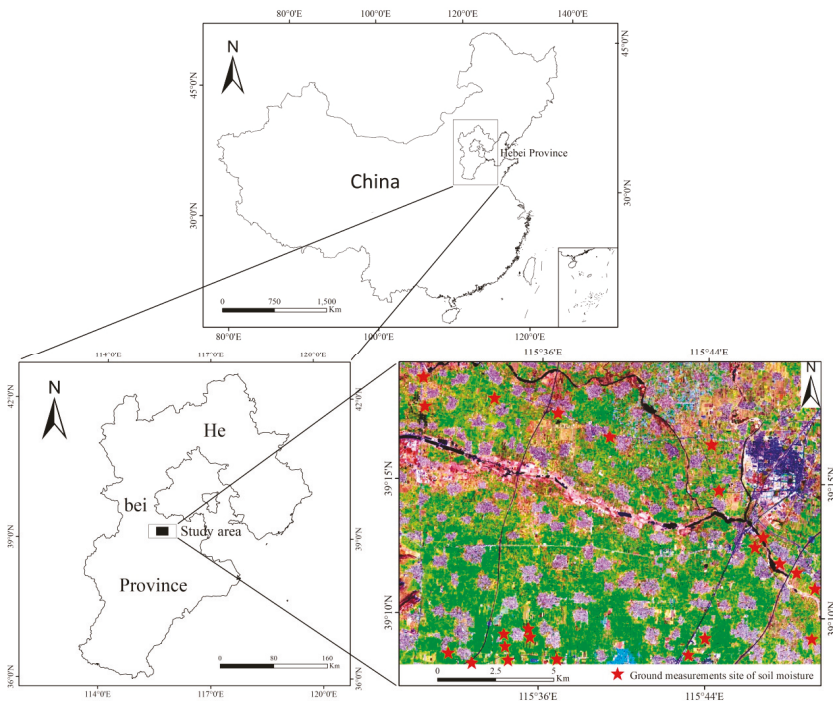 80°0'E 100°0'E 120°0'E 140°0'E
N
45°0'N
45°0'N
Hebei Province
China
30°0'N
30°0'N
0 750 1,500
Km
80°0'E 100°0'E 120°0'E
114°0'E 117°0'E 120°0'E
N
42°0'N
42°0'N
He
bei
Study area
39°0'N
39°0'N
Province
0 80 160
Km
36°0'N
36°0'N
114°0'E 117°0'E 120°0'E
115°36'E 115°44'E
N
39°15'N
39°15'N
39°10'N
39°10'N
0 2.5 5
Km
Ground measurements site of soil moisture
115°36'E 115°44'E